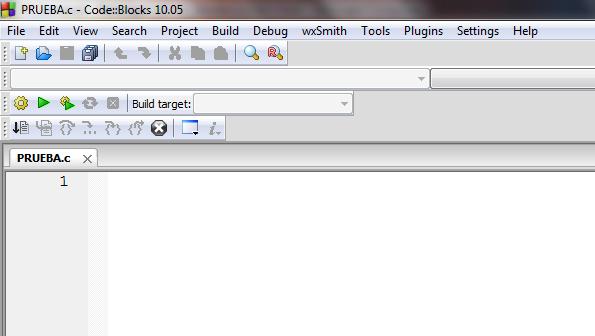 PRUEBA.c - Code::Blocks 10.05
File Edit View Search Project Build Debug wxSmith Tools Plugins Settings Help
Build target:
PRUEBA.c
1